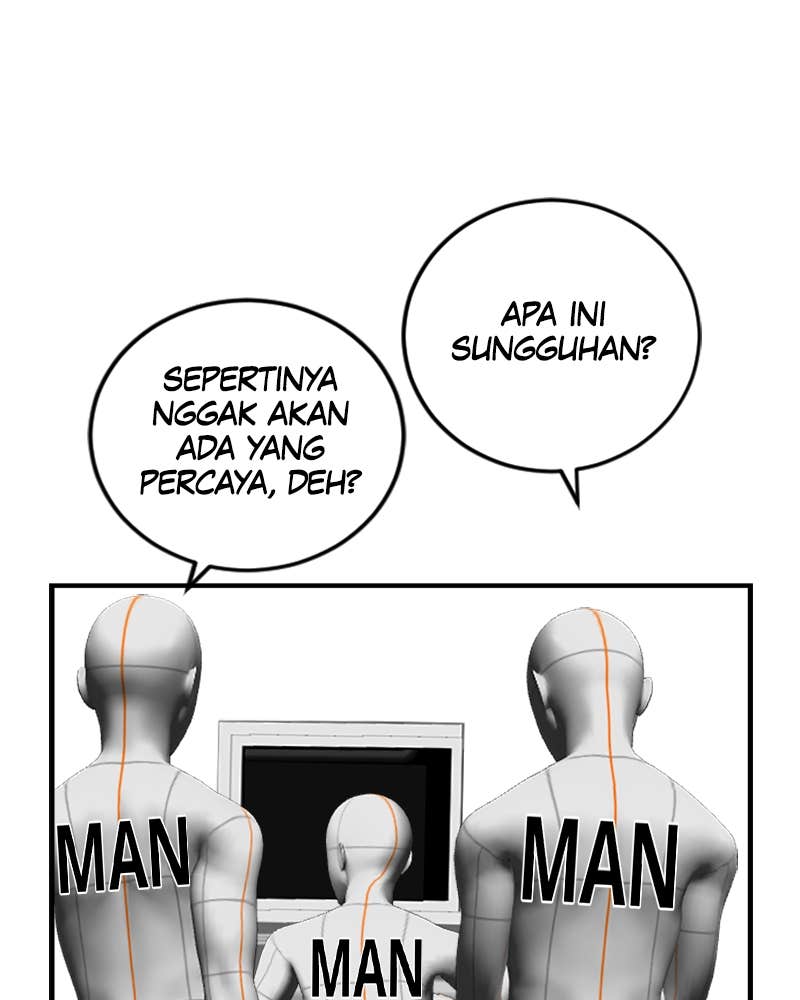 APA INI
SUNGGUHAN?
SEPERTINYA
NGGAK AKAN
ADA YANG
PERCAYA, DEH?
MAN
MAN
MAN